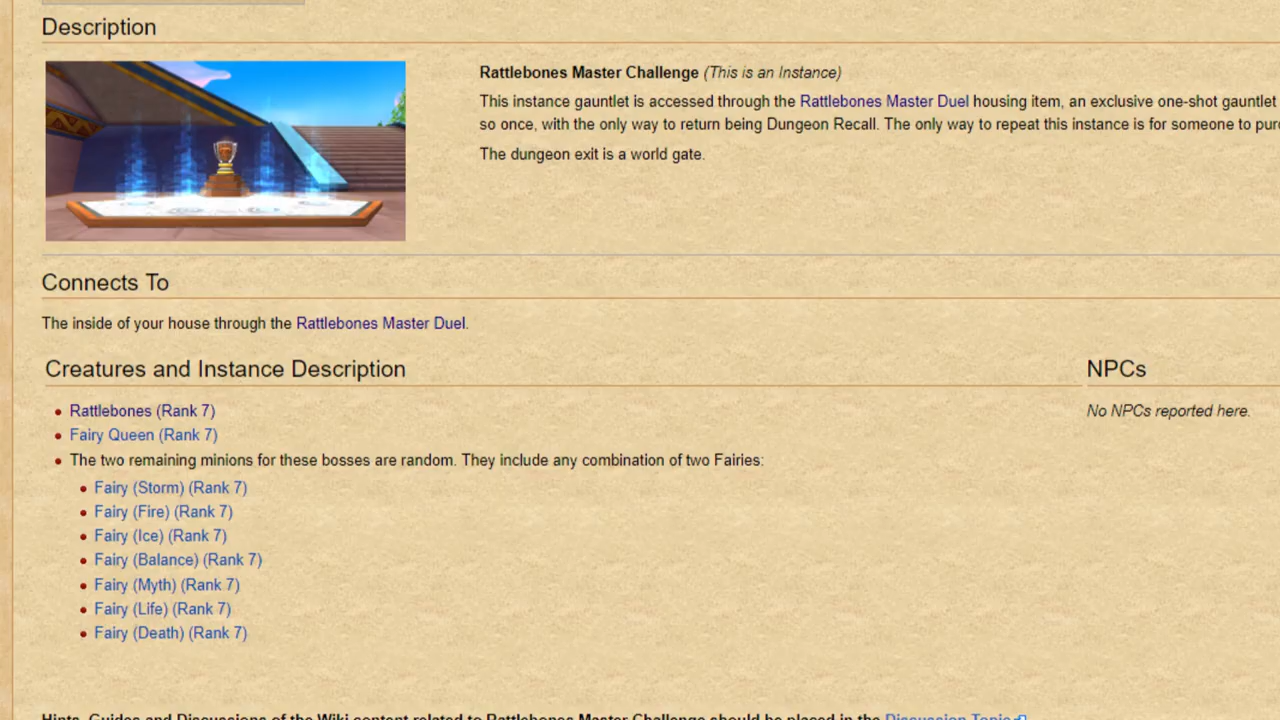 Description
Rattlebones Master Challenge (This is an Instance)
This instance gauntlet is accessed through the Rattlebones Master Duel housing item, an exclusive one-shot gauntlet
so once, with the only way to return being Dungeon Recall. The only way to repeat this instance is for someone to
The dungeon exit is a world gate.
Connects To
The inside of your house through the Rattlebones Master Duel.
Creatures and Instance Description
NPCs
Rattlebones (Rank 7)
No NPCs reported here.
Fairy Queen (Rank 7)
The two remaining minions for these bosses are random. They include any combination of two Fairies:
Fairy (Storm) (Rank 7)
Fairy (Fire) (Rank 7)
Fairy (Ice) (Rank 7)
Fairy (Balance) (Rank 7)
Fairy (Myth) (Rank 7)
Fairy (Life) (Rank 7)
Fairy (Death) (Rank 7)
Hints, Guides and Discussions of the Wiki content related to Rattlebones Master Challenge should be placed in the Discussion Topic